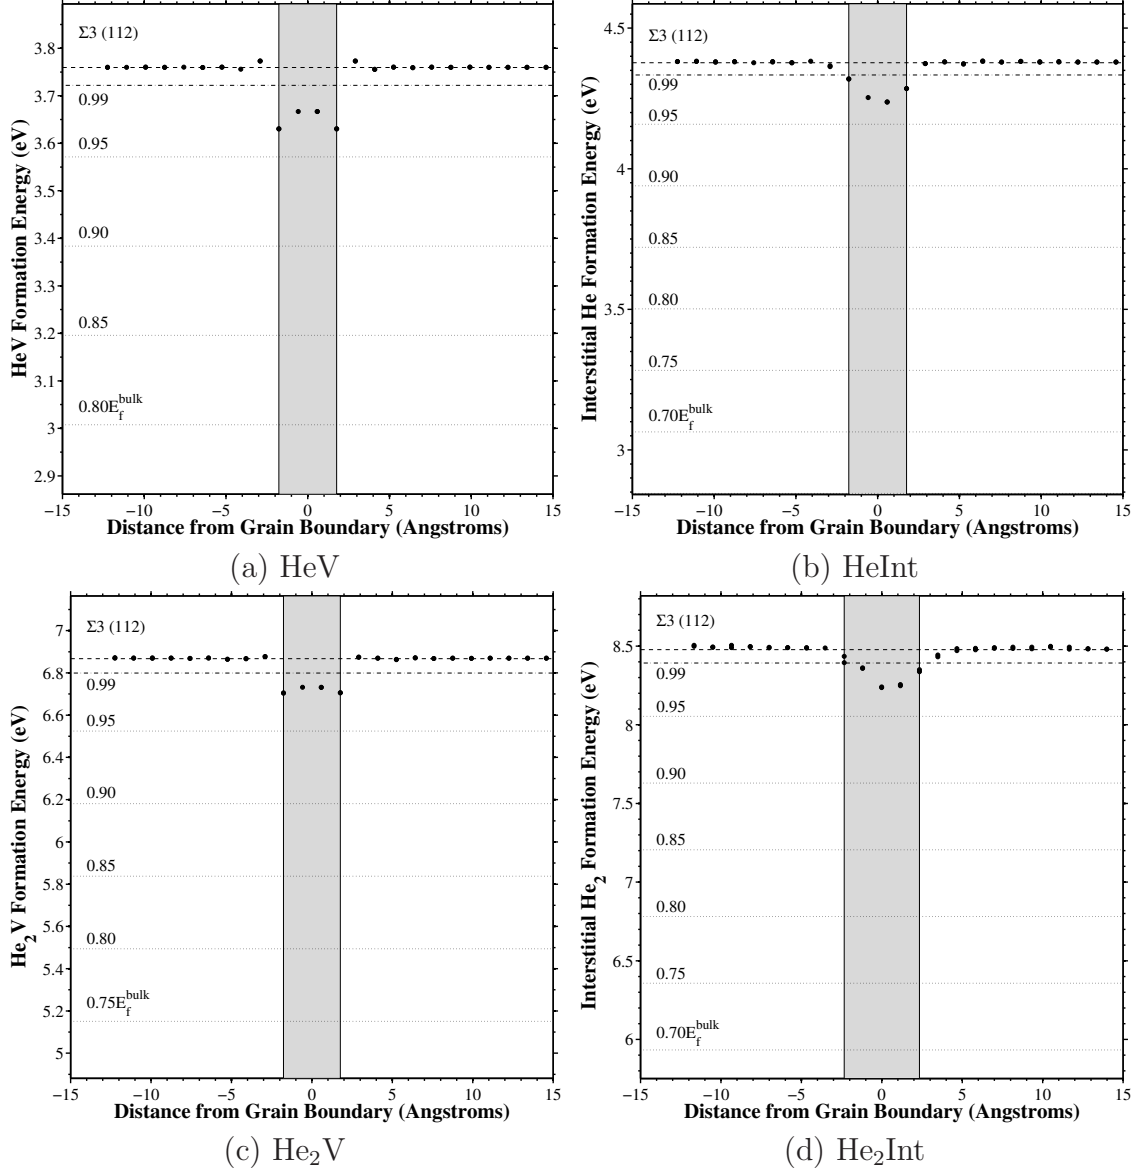 Σ3 (112)
3.8
3.7
3.6
3.5
3.4
3.3
3.2
3.1
3
2.9
0.99
0.95
0.90
0.85
0.80E_f^bulk
HeV Formation Energy (eV)
−15 −10 −5 0 5 10 15
Distance from Grain Boundary (Angstroms)
(a) HeV
Σ3 (112)
4.5
4
3.5
3
0.99
0.95
0.90
0.85
0.80
0.75
0.70E_f^bulk
Interstitial He Formation Energy (eV)
−15 −10 −5 0 5 10 15
Distance from Grain Boundary (Angstroms)
(b) HeInt
Σ3 (112)
7
6.8
6.6
6.4
6.2
6
5.8
5.6
5.4
5.2
5
0.99
0.95
0.90
0.85
0.80
0.75E_f^bulk
He₂V Formation Energy (eV)
−15 −10 −5 0 5 10 15
Distance from Grain Boundary (Angstroms)
(c) He₂V
Σ3 (112)
8.5
8
7.5
7
6.5
6
0.99
0.95
0.90
0.85
0.80
0.75
0.70E_f^bulk
Interstitial He₂ Formation Energy (eV)
−15 −10 −5 0 5 10 15
Distance from Grain Boundary (Angstroms)
(d) He₂Int